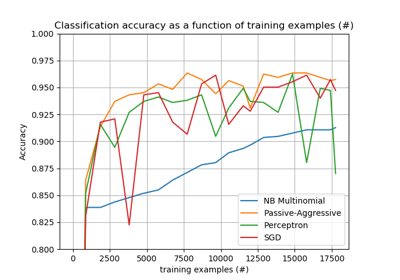 Classification accuracy as a function of training examples (#)
1.000
0.975
0.950
0.925
0.900
0.875
0.850
0.825
0.800
Accuracy
0 2500 5000 7500 10000 12500 15000 17500
training examples (#)
NB Multinomial
Passive-Aggressive
Perceptron
SGD